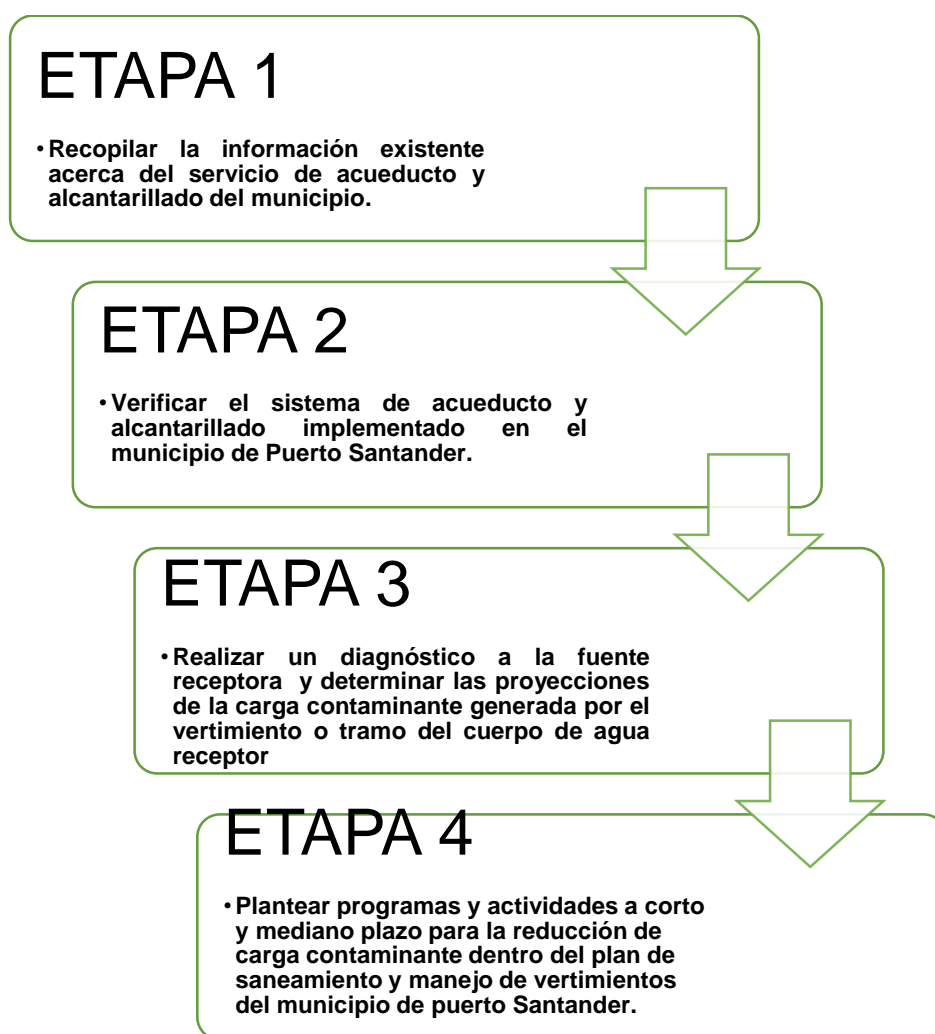 ETAPA 1
• Recopilar la información existente
acerca del servicio de acueducto y
alcantarillado del municipio.
ETAPA 2
• Verificar el sistema de acueducto y
alcantarillado implementado en el
municipio de Puerto Santander.
ETAPA 3
• Realizar un diagnóstico a la fuente
receptora y determinar las proyecciones
de la carga contaminante generada por el
vertimiento o tramo del cuerpo de agua
receptor
ETAPA 4
• Plantear programas y actividades a corto
y mediano plazo para la reducción de
carga contaminante dentro del plan de
saneamiento y manejo de vertimientos
del municipio de puerto Santander.